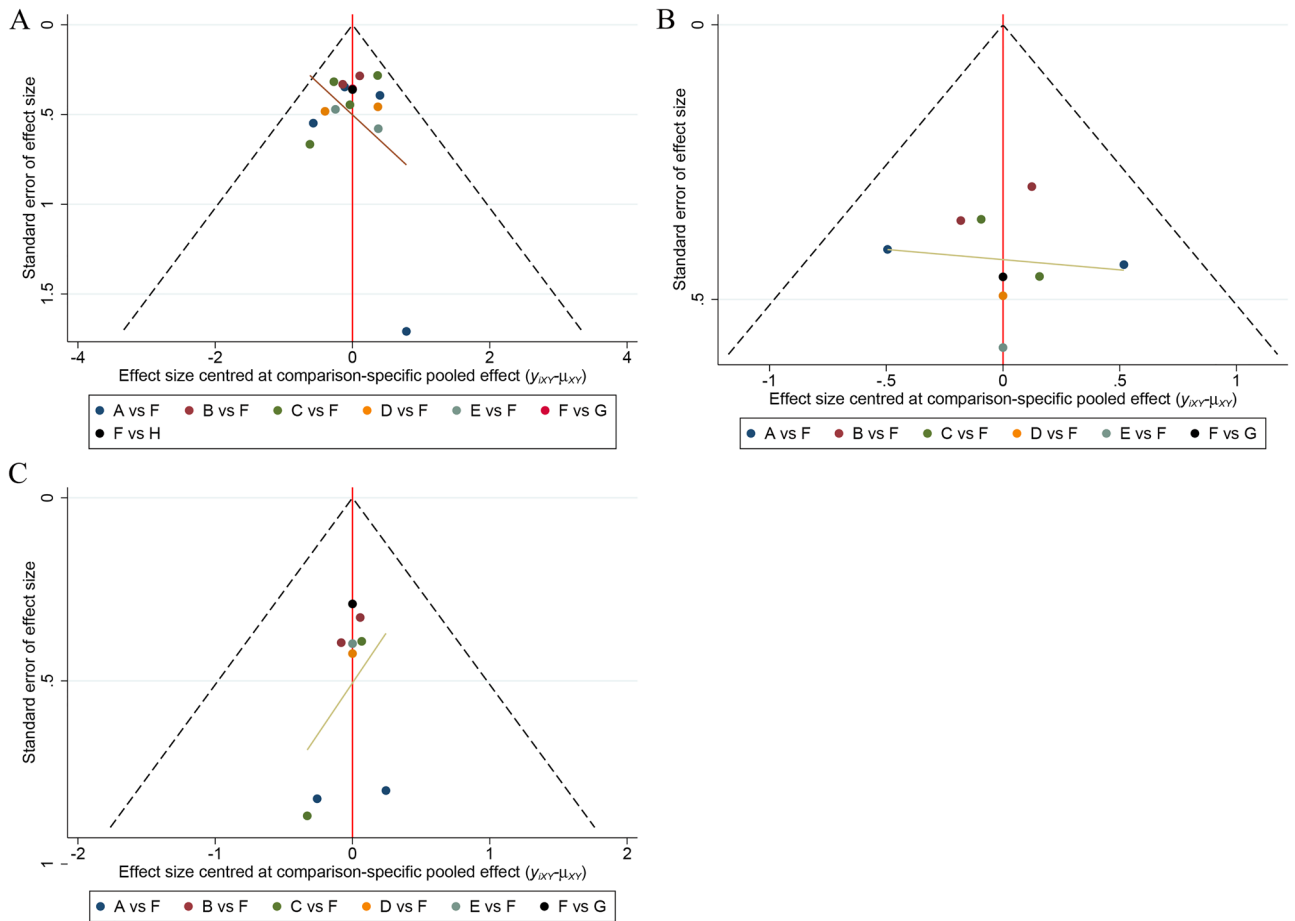 A
0
.5
1
1.5
Standard error of effect size
-4
-2
0
2
4
Effect size centred at comparison-specific pooled effect (yiXY-μXY)
A vs F B vs F C vs F D vs F E vs F F vs G
F vs H
B
0
.5
Standard error of effect size
-1
-.5
0
.5
1
Effect size centred at comparison-specific pooled effect (yiXY-μXY)
A vs F B vs F C vs F D vs F E vs F F vs G
C
0
.5
1
Standard error of effect size
-2
-1
0
1
2
Effect size centred at comparison-specific pooled effect (yiXY-μXY)
A vs F B vs F C vs F D vs F E vs F F vs G